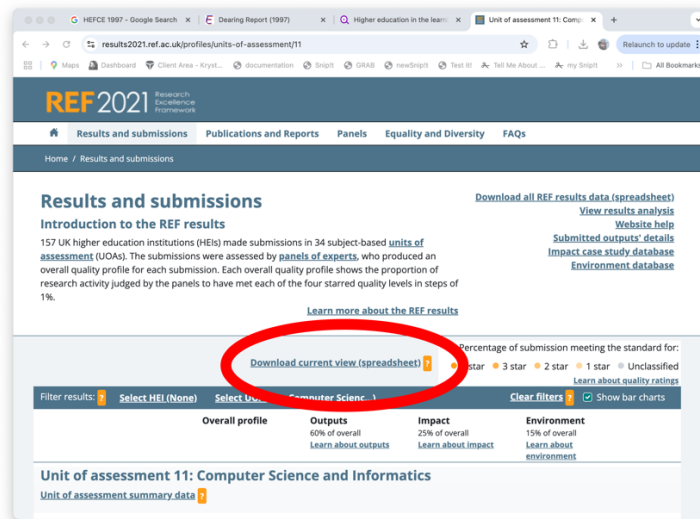 HEFCE 1997 - Google Search
Dearing Report (1997)
Higher education in the learn
Unit of assessment 11: Comp
results2021.ref.ac.uk/profiles/units-of-assessment/11
Relaunch to update
Maps
Dashboard
Client Area - Kryst...
documentation
SnipIt
GRAB
newSnipIt
Test It!
Tell Me About ...
my SnipIt
All Bookmarks
REF2021
Research
Excellence
Framework
Results and submissions
Publications and Reports
Panels
Equality and Diversity
FAQs
Home / Results and submissions
Results and submissions
Introduction to the REF results
157 UK higher education institutions (HEIs) made submissions in 34 subject-based units of
assessment (UOAs). The submissions were assessed by panels of experts, who produced an
overall quality profile for each submission. Each overall quality profile shows the proportion of
research activity judged by the panels to have met each of the four starred quality levels in steps of
1%.
Learn more about the REF results
Download all REF results data (spreadsheet)
View results analysis
Website help
Submitted outputs' details
Impact case study database
Environment database
Download current view (spreadsheet) ?
Percentage of submission meeting the standard for:
star 3 star 2 star 1 star Unclassified
Learn about quality ratings
Filter results: ? Select HEI (None) Select Computer Scienc...)
Clear filters ? Show bar charts
Overall profile
Outputs
60% of overall
Learn about outputs
Impact
25% of overall
Learn about impact
Environment
15% of overall
Learn about
environment
Unit of assessment 11: Computer Science and Informatics
Unit of assessment summary data ?